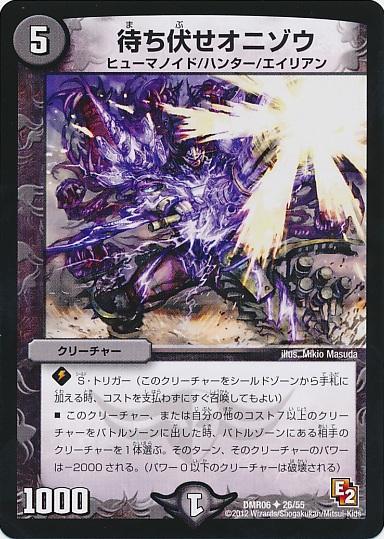 5
待ち伏せオニゾウ
ヒューマノイド/ハンター/エイリアン
クリーチャー
illus. Mikio Masuda
S・トリガー (このクリーチャーをシールドゾーンから手札に
加える時、コストを支払わずにすぐ召喚してもよい)
■ このクリーチャー、または自分の他のコスト7以上のクリー
チャーをバトルゾーンに出した時、バトルゾーンにある相手の
クリーチャーを1体選ぶ。そのターン、そのクリーチャーのパワー
は−2000される。(パワー0以下のクリーチャーは破壊される)
1000
1
DMR06 ♦ 26/55
©2012 Wizards/Shogakukan/Mitsui-Kids
E2